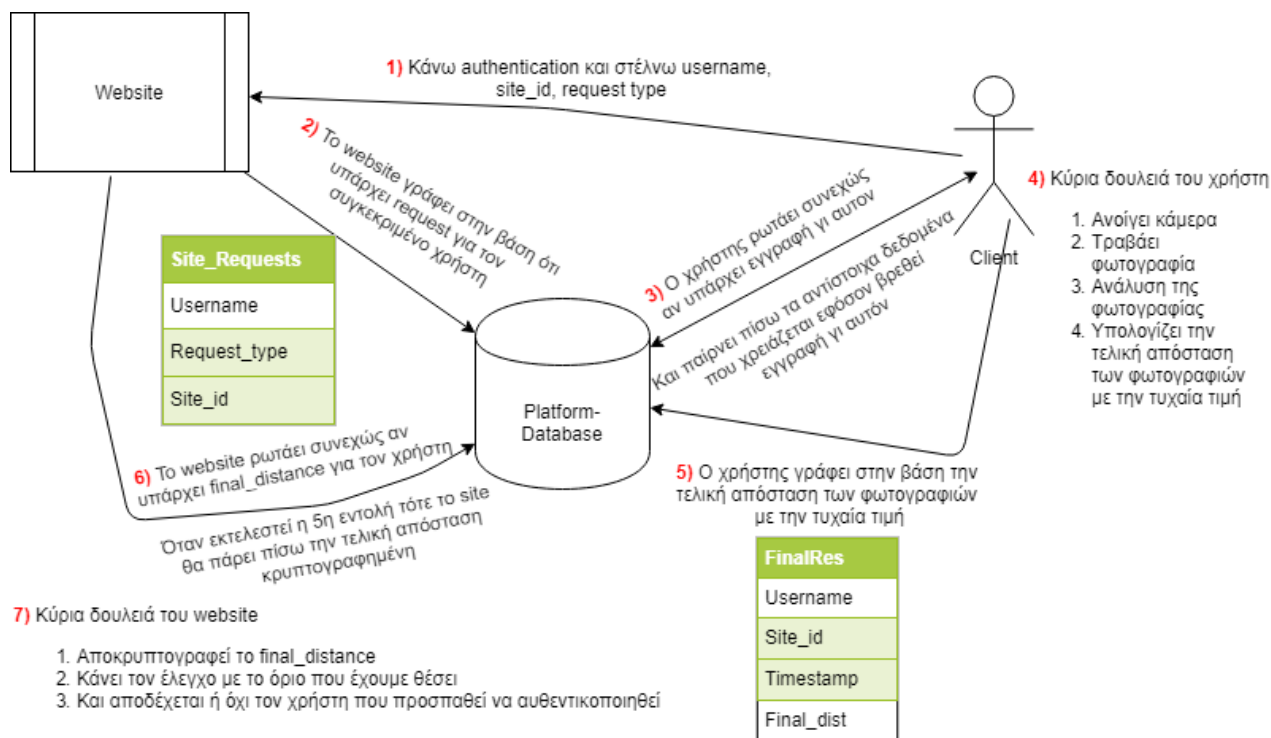 Website
1) Κάνω authentication και στέλνω username,
site_id, request type
2) Το website γράφει στην βάση ότι
υπάρχει request για τον
συγκεκριμένο χρήστη
Site_Requests
Username
Request_type
Site_id
3) Ο χρήστης ρωτάει συνεχώς
αν υπάρχει εγγραφή γι αυτον
Και παίρνει πίσω τα αντίστοιχα δεδομένα
που χρειάζεται εφόσον βρεθεί
εγγραφή γι αυτόν
Client
4) Κύρια δουλειά του χρήστη
1. Ανοίγει κάμερα
2. Τραβάει
φωτογραφία
3. Ανάλυση της
φωτογραφίας
4. Υπολογίζει την
τελική απόσταση
των φωτογραφιών
με την τυχαία τιμή
Platform-
Database
5) Ο χρήστης γράφει στην βάση την
τελική απόσταση των φωτογραφιών
με την τυχαία τιμή
FinalRes
Username
Site_id
Timestamp
Final_dist
6) Το website ρωτάει συνεχώς αν
υπάρχει final_distance για τον χρήστη
Όταν εκτελεστεί η 5η εντολή τότε το site
θα πάρει πίσω την τελική απόσταση
κρυπτογραφημένη
7) Κύρια δουλειά του website
1. Αποκρυπτογραφεί το final_distance
2. Κάνει τον έλεγχο με το όριο που έχουμε θέσει
3. Και αποδέχεται ή όχι τον χρήστη που προσπαθεί να αυθεντικοποιηθεί